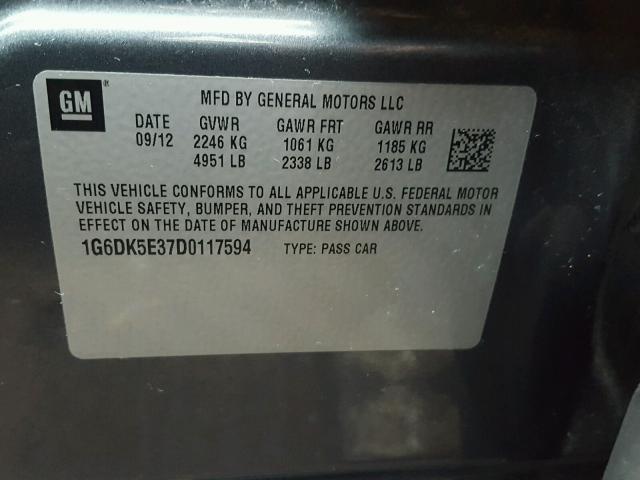 GM ®
MFD BY GENERAL MOTORS LLC
DATE GVWR GAWR FRT GAWR RR
09/12 2246 KG 1061 KG 1185 KG
4951 LB 2338 LB 2613 LB
THIS VEHICLE CONFORMS TO ALL APPLICABLE U.S. FEDERAL MOTOR
VEHICLE SAFETY, BUMPER, AND THEFT PREVENTION STANDARDS IN
EFFECT ON THE DATE OF MANUFACTURE SHOWN ABOVE.
1G6DK5E37D0117594 TYPE: PASS CAR